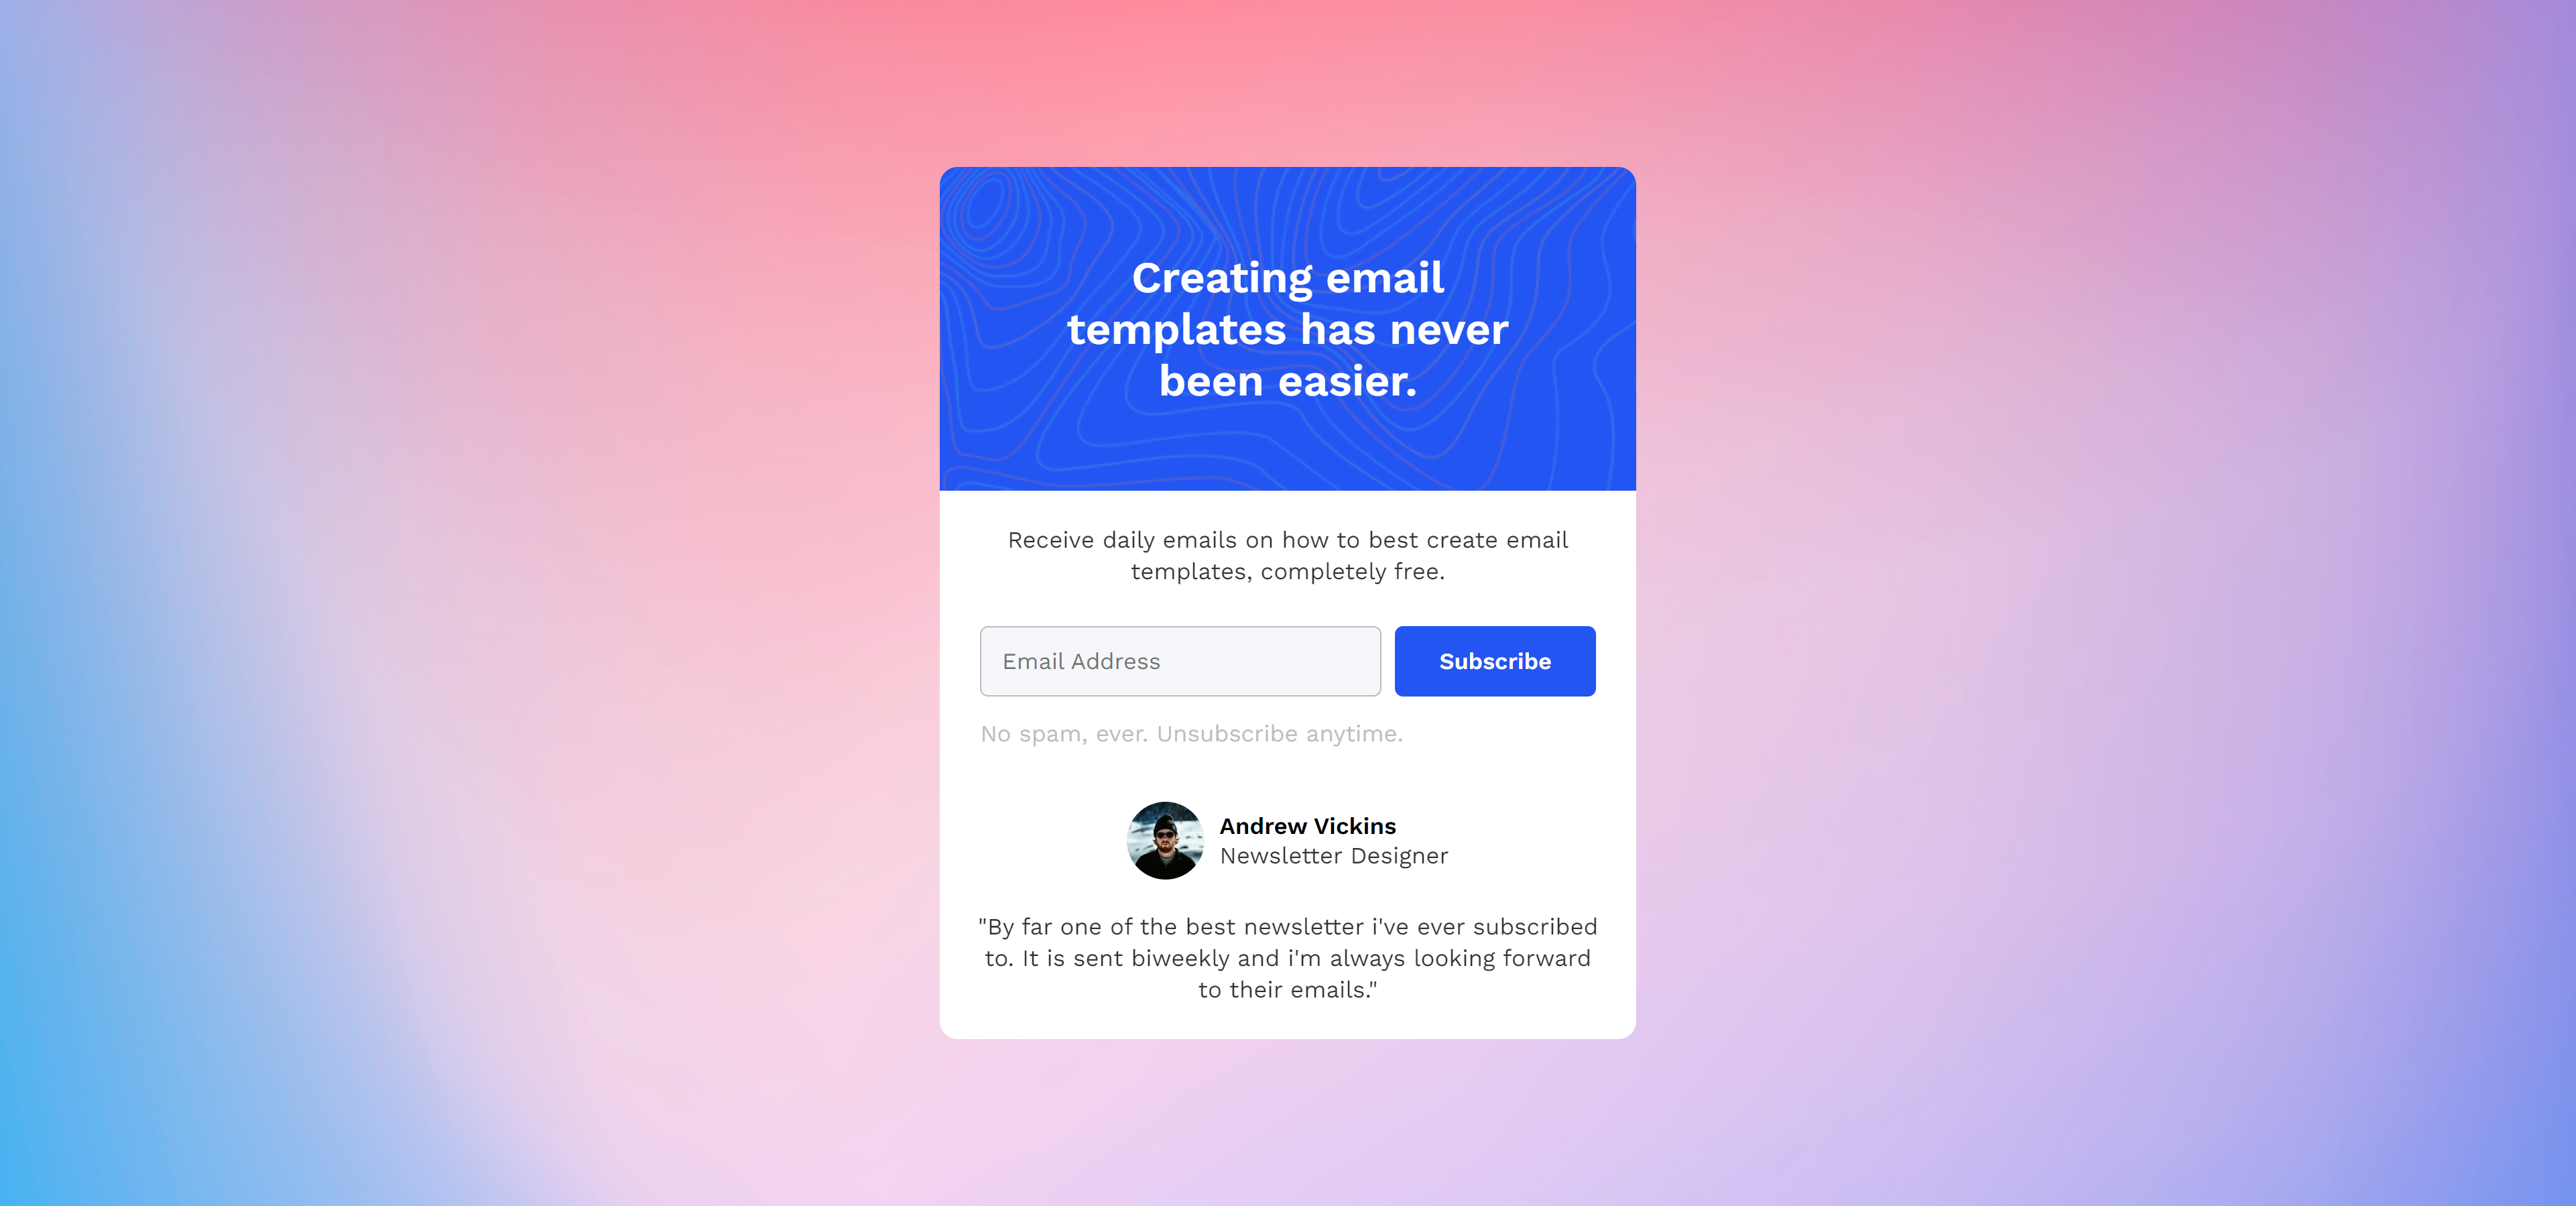 Creating email
templates has never
been easier.
Receive daily emails on how to best create email
templates, completely free.
Email Address
Subscribe
No spam, ever. Unsubscribe anytime.
Andrew Vickins
Newsletter Designer
"By far one of the best newsletter i've ever subscribed
to. It is sent biweekly and i'm always looking forward
to their emails."